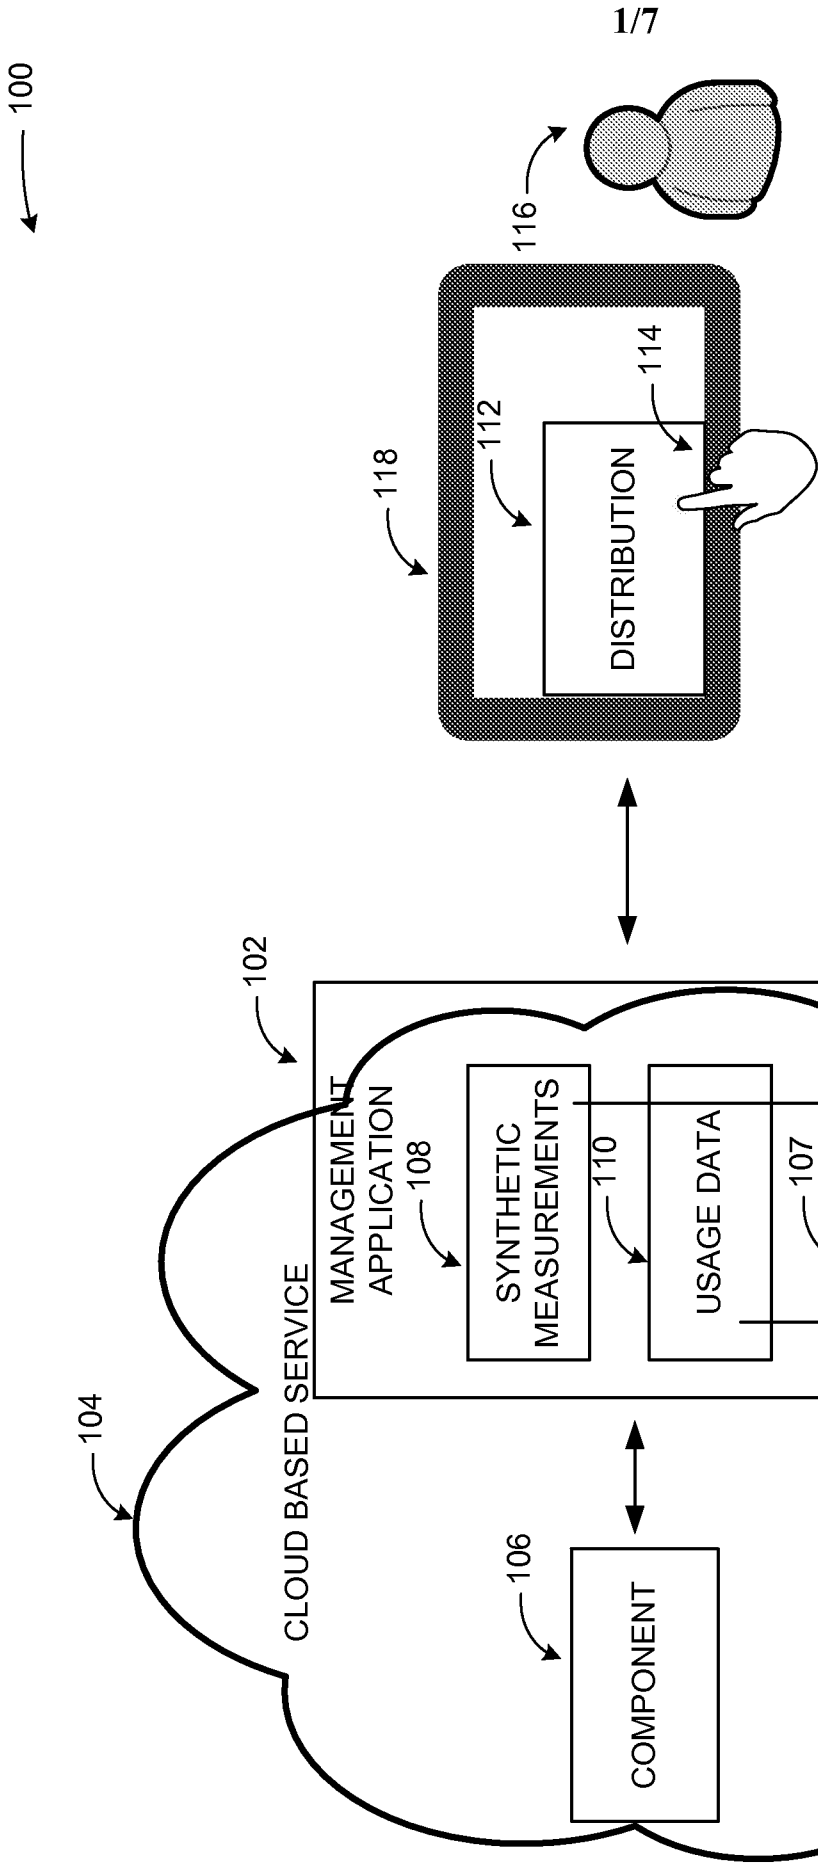 1/7
100
104
CLOUD BASED SERVICE
102
MANAGEMENT
APPLICATION
118
108
112
116
SYNTHETIC
MEASUREMENTS
106
110
114
COMPONENT
USAGE DATA
DISTRIBUTION
107